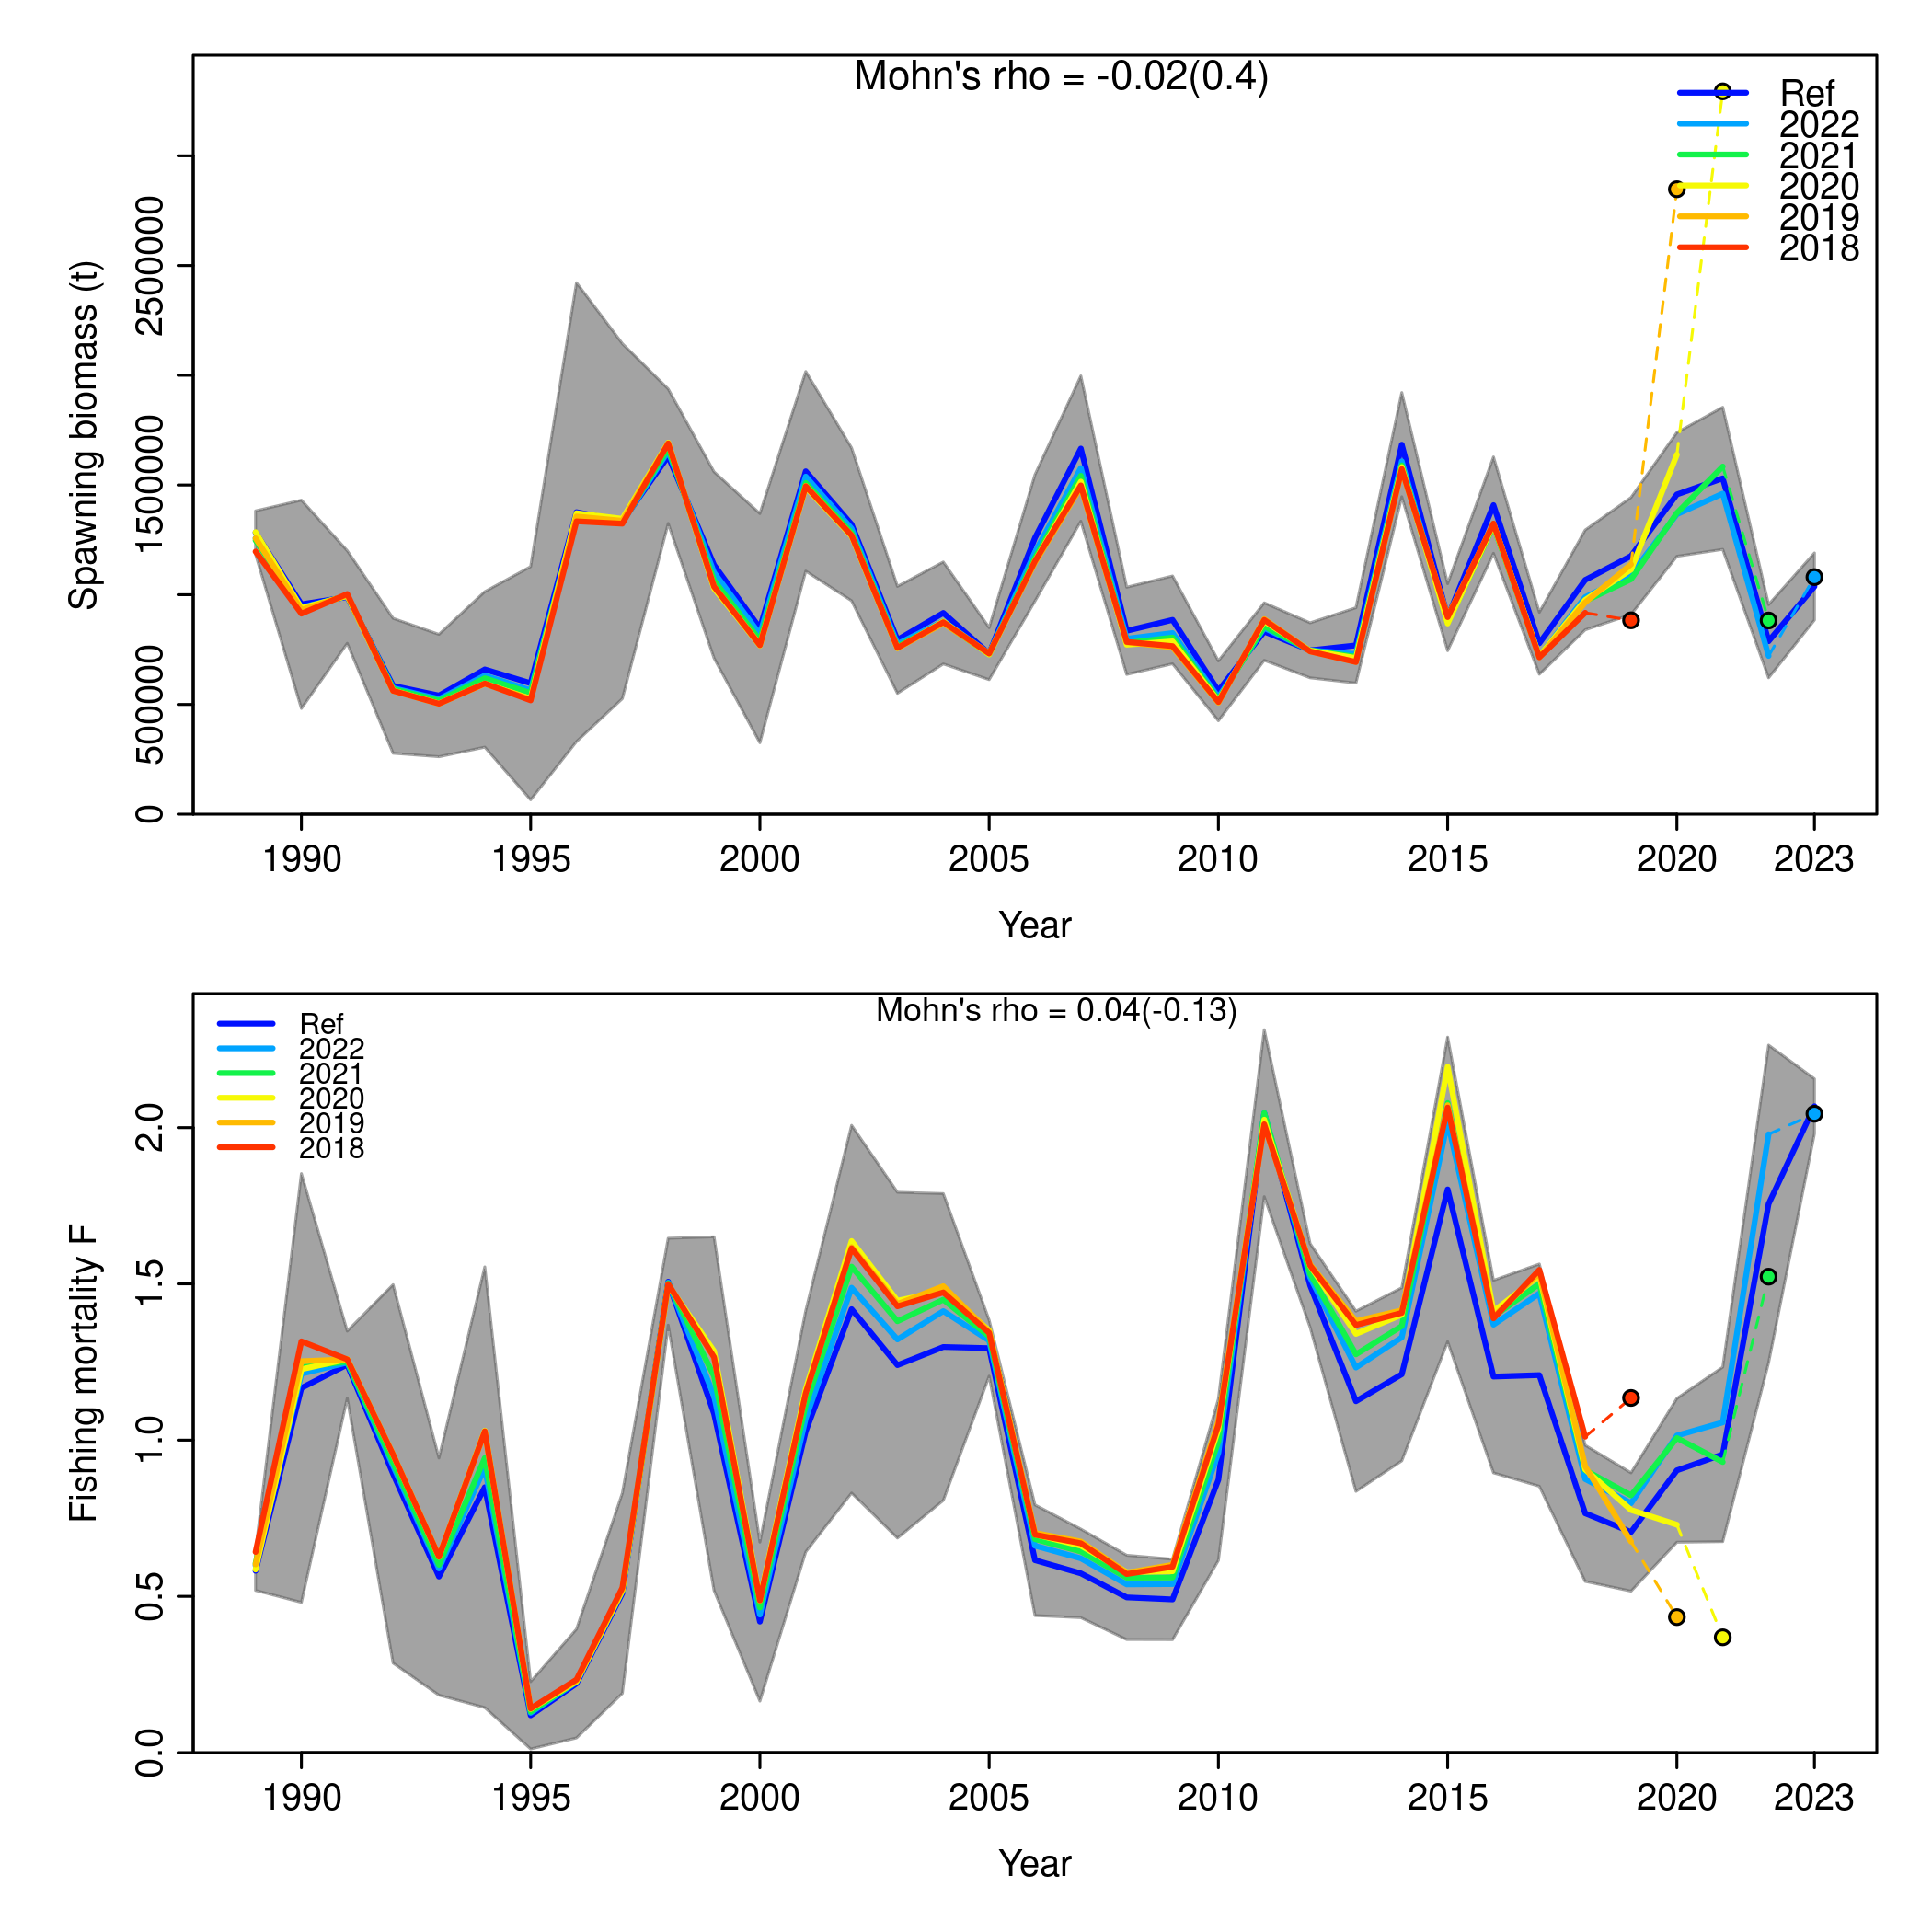 Mohn's rho = -0.02(0.4)
Ref
2022
2021
2020
2019
2018
Spawning biomass (t)
0 500000 1500000 2500000
1990 1995 2000 2005 2010 2015 2020 2023
Year
Mohn's rho = 0.04(-0.13)
Ref
2022
2021
2020
2019
2018
Fishing mortality F
0.0 0.5 1.0 1.5 2.0
1990 1995 2000 2005 2010 2015 2020 2023
Year